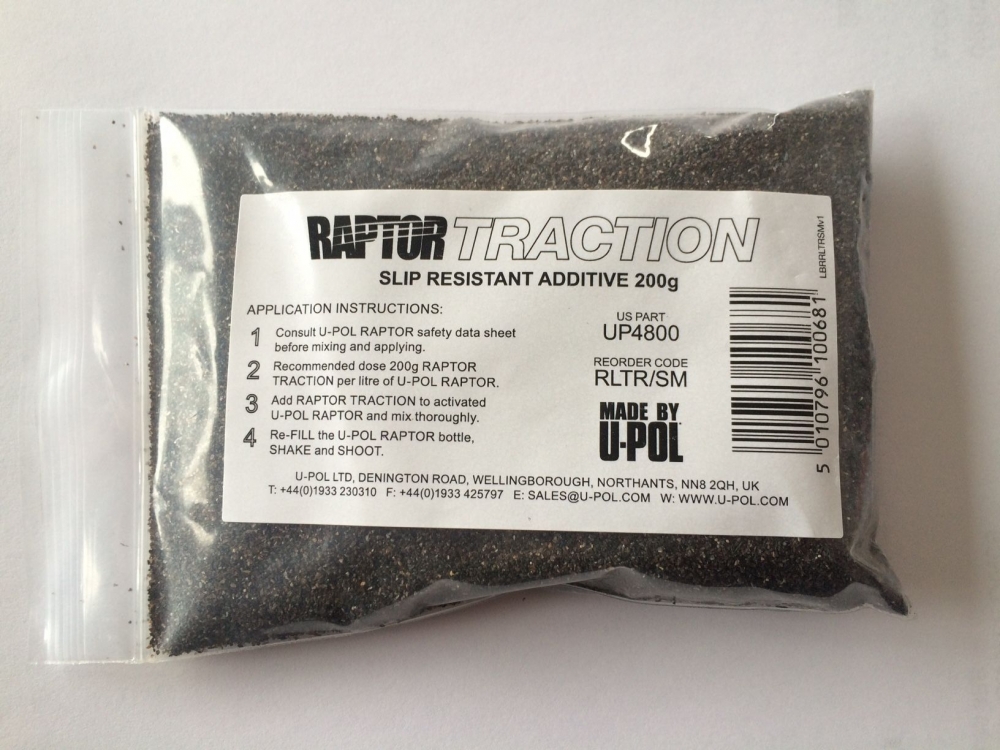 RAPTOR TRACTION
SLIP RESISTANT ADDITIVE 200g
APPLICATION INSTRUCTIONS:
1 Consult U-POL RAPTOR safety data sheet
before mixing and applying.
2 Recommended dose 200g RAPTOR
TRACTION per litre of U-POL RAPTOR.
3 Add RAPTOR TRACTION to activated
U-POL RAPTOR and mix thoroughly.
4 Re-FILL the U-POL RAPTOR bottle,
SHAKE and SHOOT.
US PART
UP4800
REORDER CODE
RLTR/SM
MADE BY
U-POL
U-POL LTD, DENINGTON ROAD, WELLINGBOROUGH, NORTHANTS, NN8 2QH, UK
T: +44(0)1933 230310 F: +44(0)1933 425797 E: SALES@U-POL.COM W: WWW.U-POL.COM
5 010796 100681
LBRRLTRSMv1